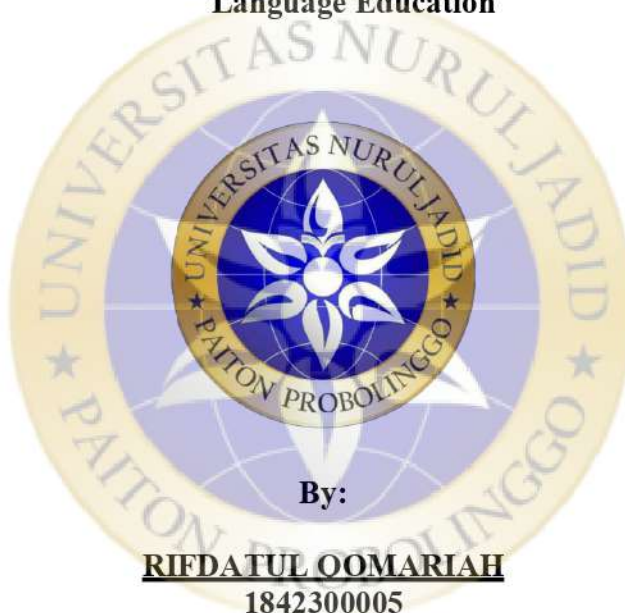 Language Education
UNIVERSITAS NURUL JADID
PAITON PROBOLINGGO
UNIVERSITAS NURUL JADID
★ PAITON PROBOLINGGO ★
By:
RIFDATUL QOMARIAH
1842300005